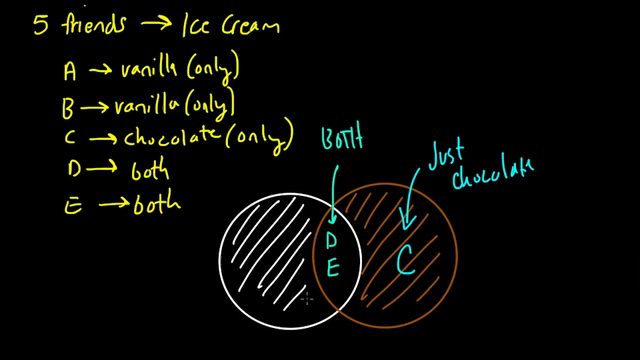 5 friends → Ice Cream
A → vanilla (only)
B → vanilla (only)
C → chocolate (only)
D → both
E → both
BOTH
Just
chocolate
D
E
C